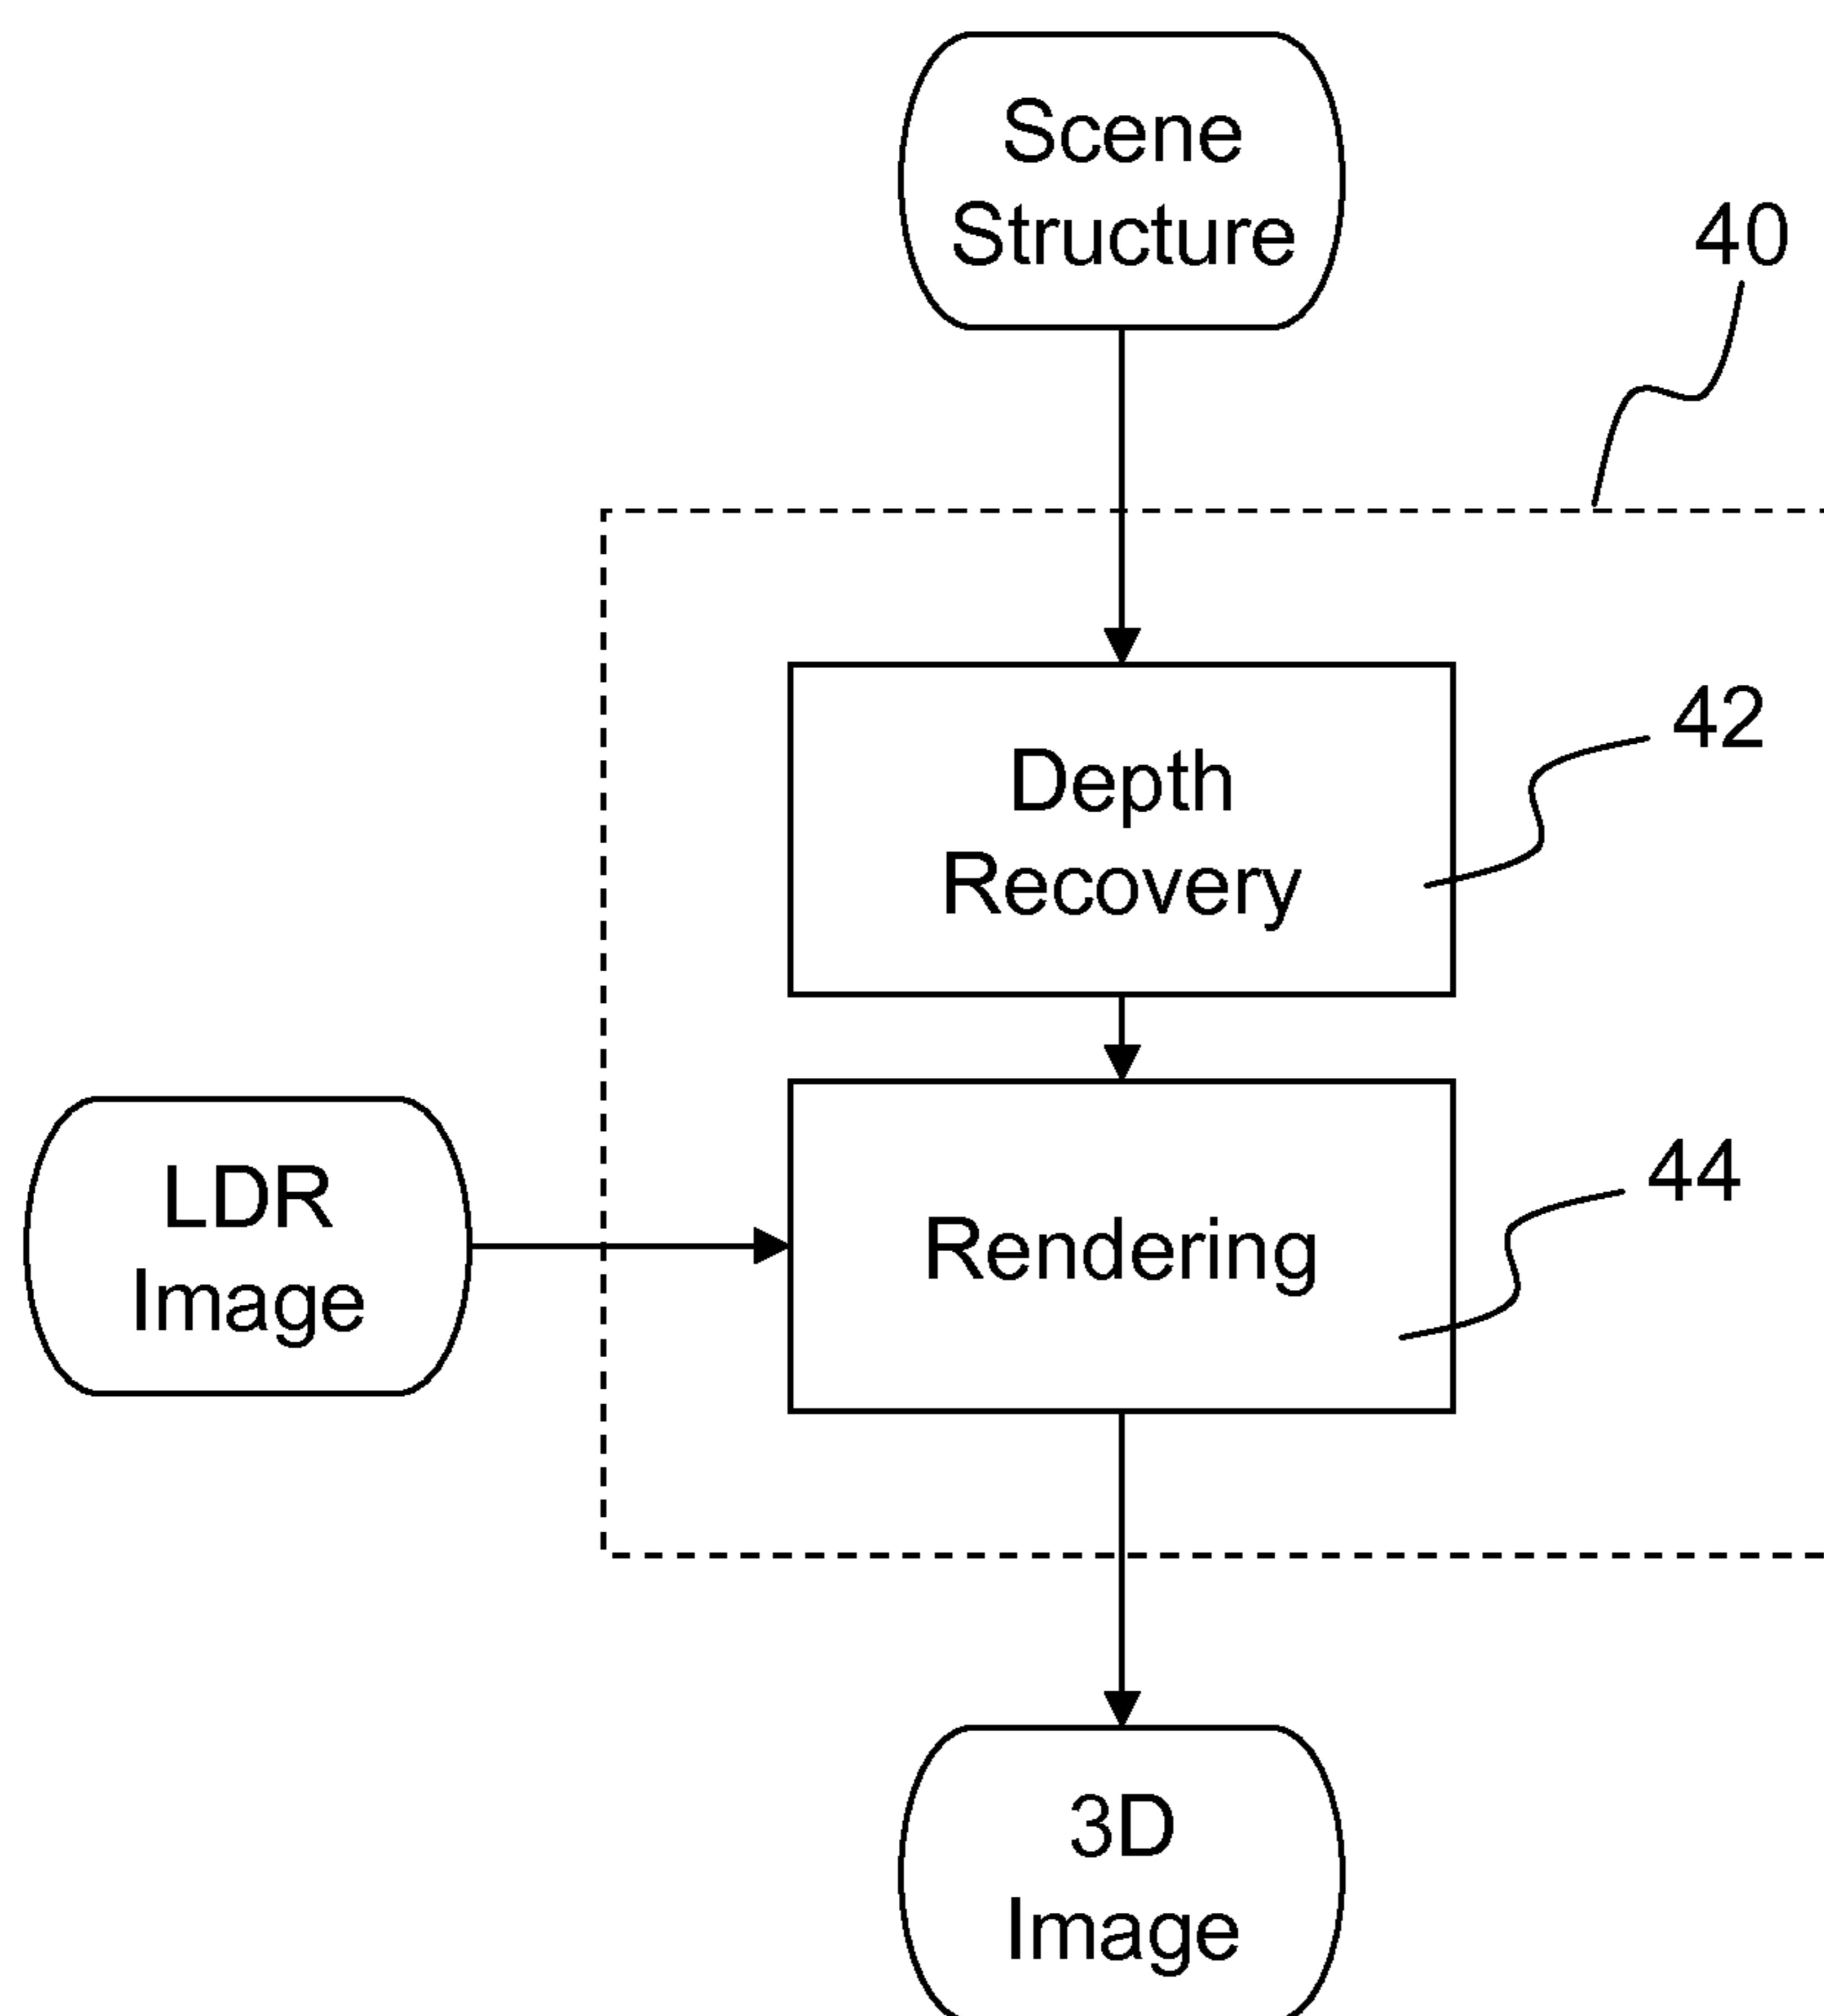 Scene
Structure
40
Depth
Recovery
42
LDR
Image
Rendering
44
3D
Image